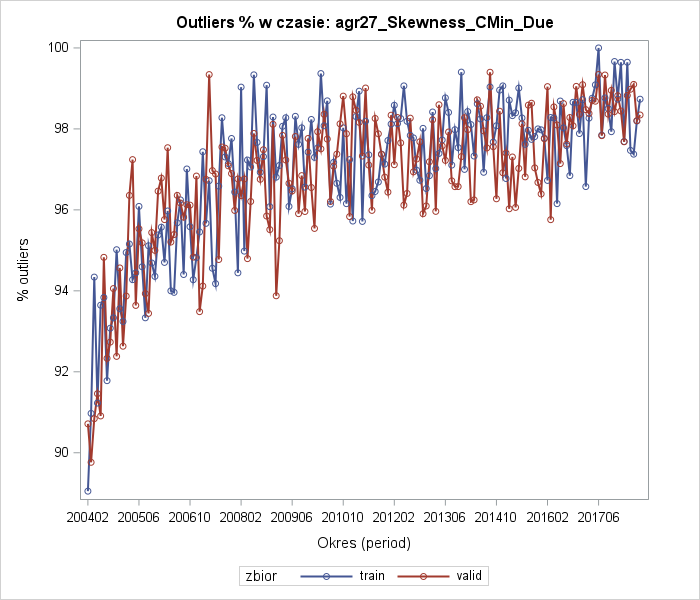 Outliers % w czasie: agr27_Skewness_CMin_Due
% outliers
100
98
96
94
92
90
200402 200506 200610 200802 200906 201010 201202 201306 201410 201602 201706
Okres (period)
zbior train valid